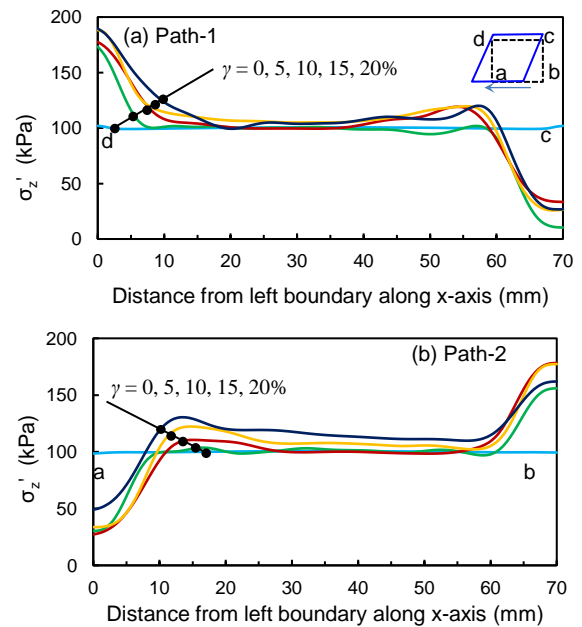 (a) Path-1
γ = 0, 5, 10, 15, 20%
d
c
a
b
d
c
200
150
100
50
0
σz' (kPa)
0 10 20 30 40 50 60 70
Distance from left boundary along x-axis (mm)
(b) Path-2
γ = 0, 5, 10, 15, 20%
a
b
200
150
100
50
0
σz' (kPa)
0 10 20 30 40 50 60 70
Distance from left boundary along x-axis (mm)